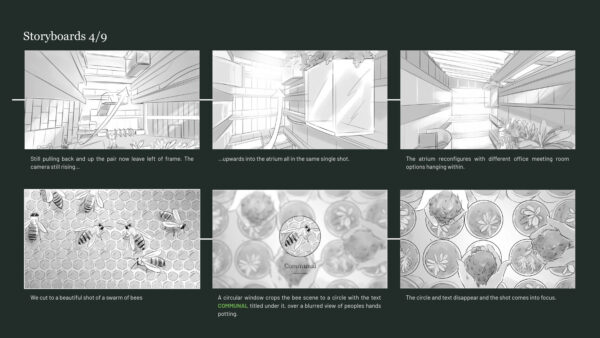 Storyboards 4/9
Still pulling back and up the pair now leave left of frame. The
camera still rising...
...upwards into the atrium all in the same single shot.
The atrium reconfigures with different office meeting room
options hanging within.
Communal
We cut to a beautiful shot of a swarm of bees
A circular window crops the bee scene to a circle with the text
COMMUNAL titled under it, over a blurred view of peoples hands
potting.
The circle and text disappear and the shot comes into focus.